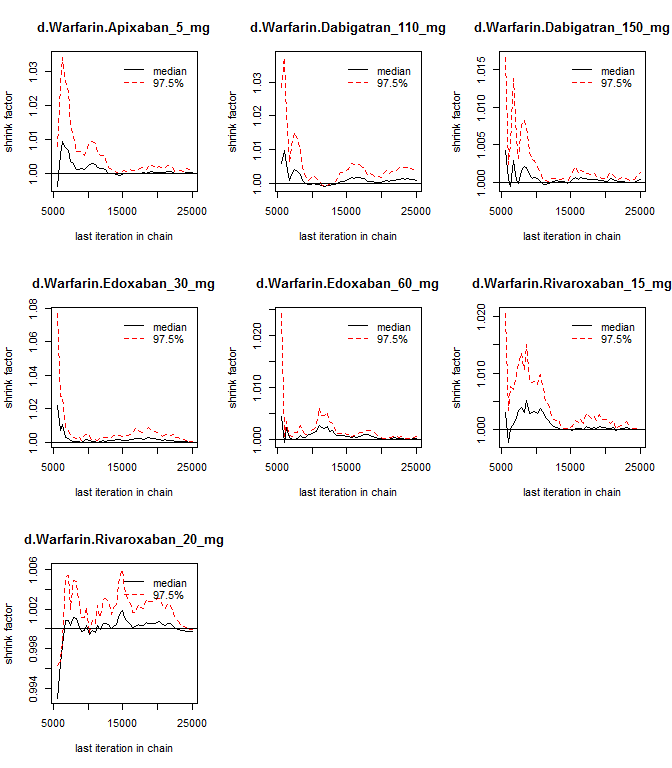 d.Warfarin.Apixaban_5_mg
shrink factor
1.00 1.01 1.02 1.03
median
97.5%
5000 15000 25000
last iteration in chain
d.Warfarin.Dabigatran_110_mg
shrink factor
1.00 1.01 1.02 1.03
median
97.5%
5000 15000 25000
last iteration in chain
d.Warfarin.Dabigatran_150_mg
shrink factor
1.000 1.005 1.010 1.015
median
97.5%
5000 15000 25000
last iteration in chain
d.Warfarin.Edoxaban_30_mg
shrink factor
1.00 1.02 1.04 1.06 1.08
median
97.5%
5000 15000 25000
last iteration in chain
d.Warfarin.Edoxaban_60_mg
shrink factor
1.000 1.010 1.020
median
97.5%
5000 15000 25000
last iteration in chain
d.Warfarin.Rivaroxaban_15_mg
shrink factor
1.000 1.010 1.020
median
97.5%
5000 15000 25000
last iteration in chain
d.Warfarin.Rivaroxaban_20_mg
shrink factor
0.994 0.998 1.002 1.006
median
97.5%
5000 15000 25000
last iteration in chain